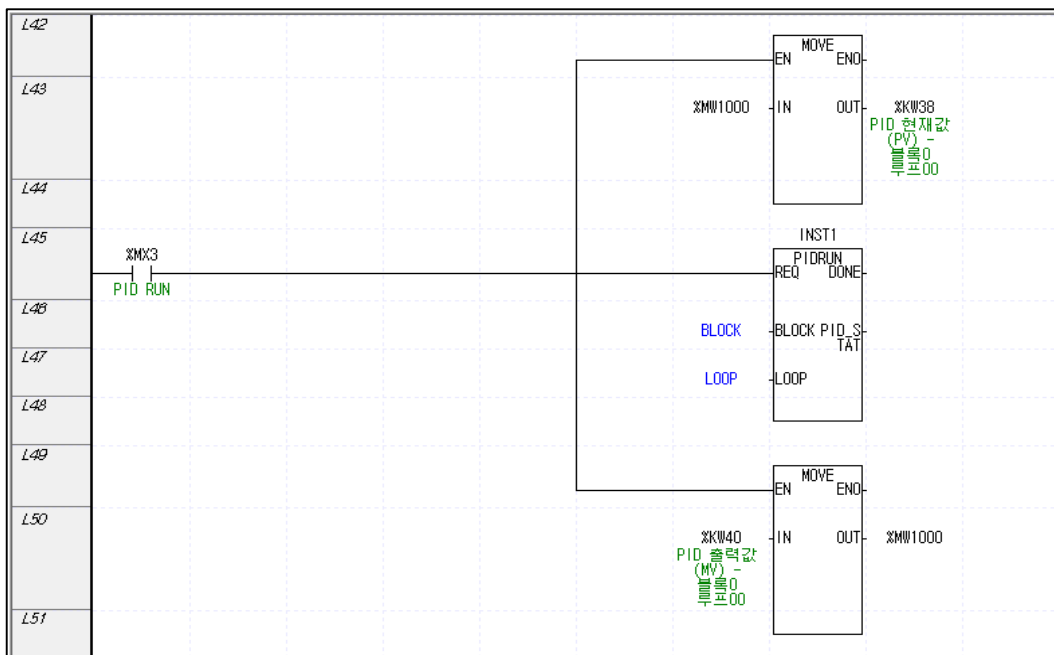 L42
MOVE
EN ENO
L43
%MW1000 IN OUT %KW38
PID 현재값
(PV) -
블록0
루프00
L44
L45
INST1
%MX3
PIDRUN
REQ DONE
PID RUN
L46
BLOCK BLOCK PID_S
TAT
L47
LOOP LOOP
L48
L49
MOVE
EN ENO
L50
%KW40 IN OUT %MW1000
PID 출력값
(MV) -
블록0
루프00
L51